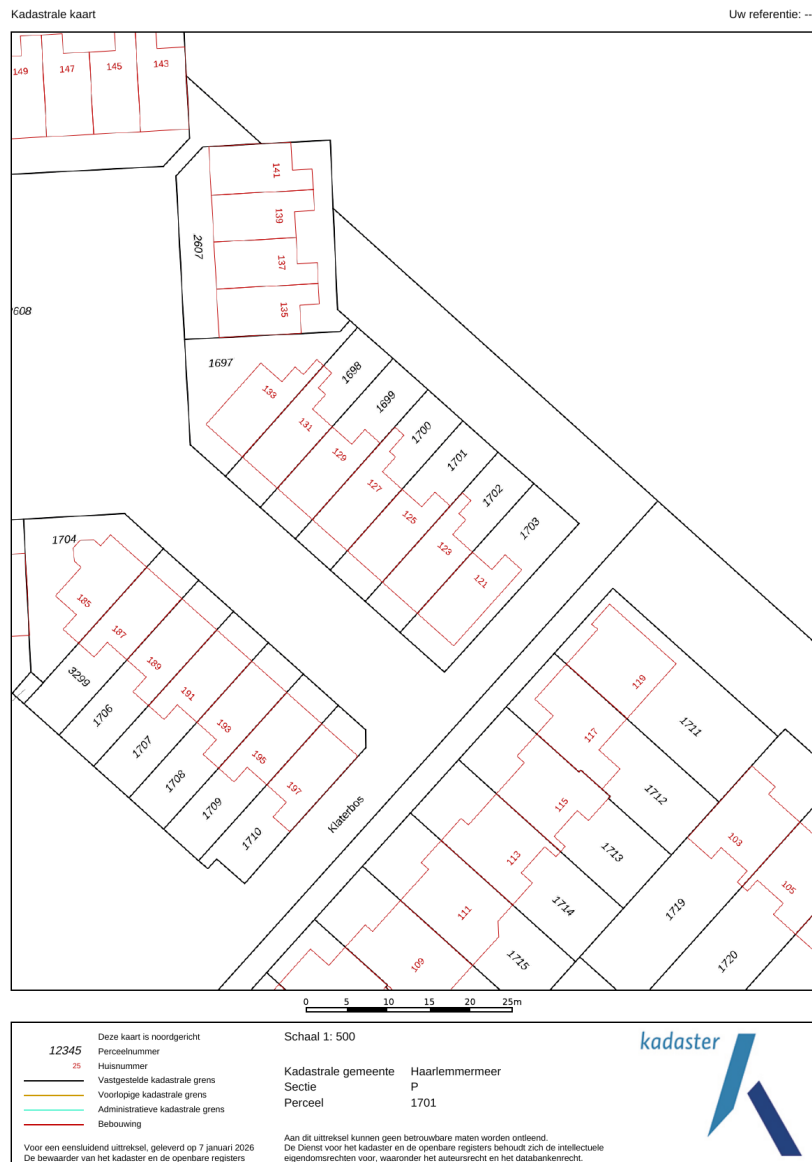 Kadastrale kaart
Uw referentie: --
149
147
145
143
141
139
2607
137
135
2608
1697
133
131
129
127
125
123
121
1698
1699
1700
1701
1702
1703
1704
185
187
189
191
193
195
197
3299
1706
1707
1708
1709
1710
Klaterbos
119
117
115
113
111
109
1711
1712
1713
1714
1715
103
105
1719
1720
0 5 10 15 20 25m
12345
25
Deze kaart is noordgericht
Perceelnummer
Huisnummer
Vastgestelde kadastrale grens
Voorlopige kadastrale grens
Administratieve kadastrale grens
Bebouwing
Voor een eensluidend uittreksel, geleverd op 7 januari 2026
De bewaarder van het kadaster en de openbare registers
Schaal 1: 500
Kadastrale gemeente Haarlemmermeer
Sectie P
Perceel 1701
Aan dit uittreksel kunnen geen betrouwbare maten worden ontleend.
De Dienst voor het kadaster en de openbare registers behoudt zich de intellectuele
eigendomsrechten voor, waaronder het auteursrecht en het databankenrecht.
kadaster